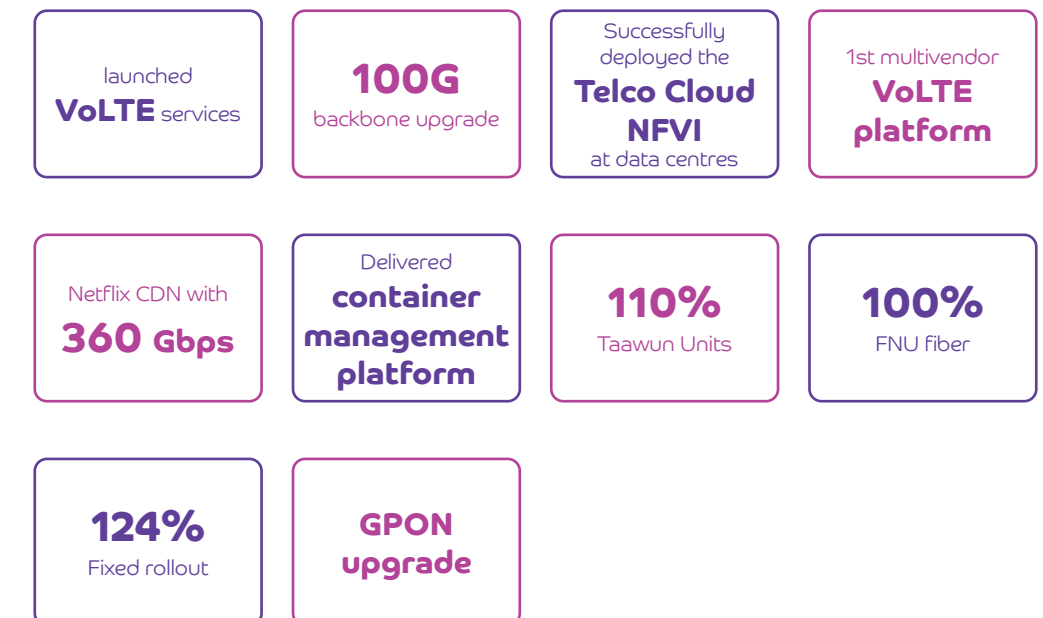 launched
VoLTE services
100G
backbone upgrade
Successfully
deployed the
Telco Cloud
NFVI
at data centres
1st multivendor
VoLTE
platform
Netflix CDN with
360 Gbps
Delivered
container
management
platform
110%
Taawun Units
100%
FNU fiber
124%
Fixed rollout
GPON
upgrade